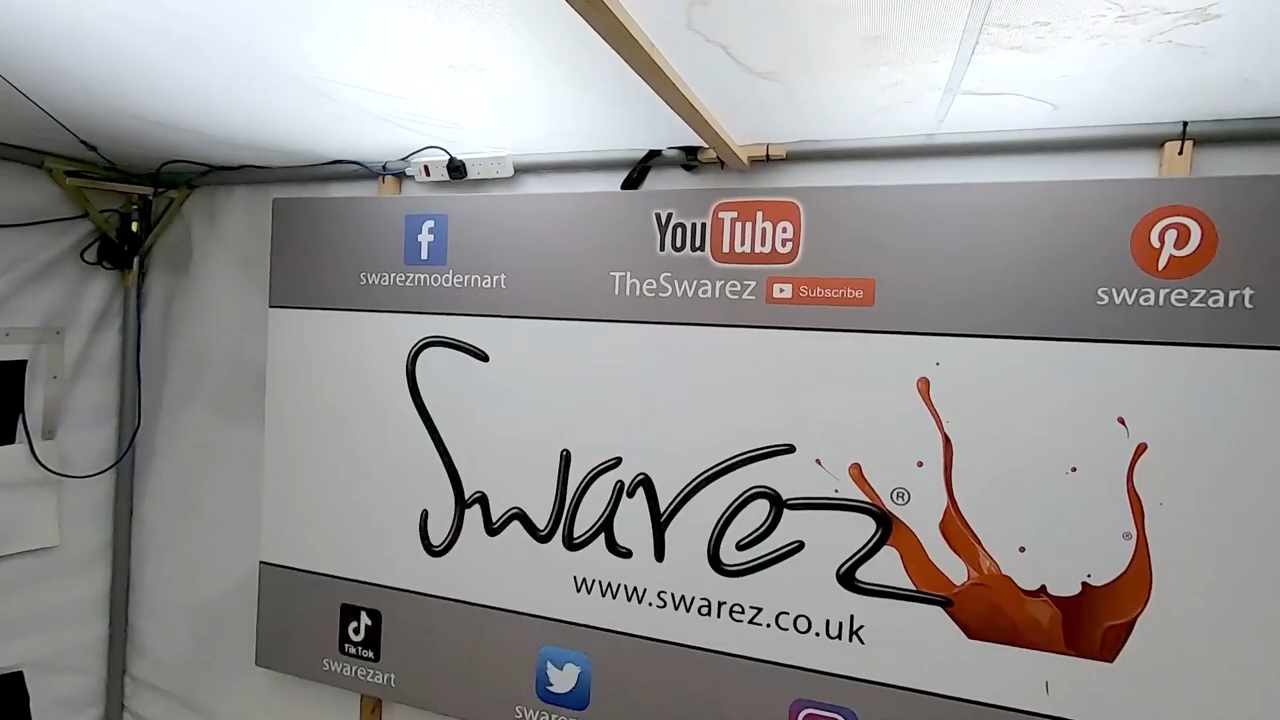 f
YouTube
swarezmodernart
TheSwarez
Subscribe
swarezart
Swarez ®
®
www.swarez.co.uk
TikTok
swarezart